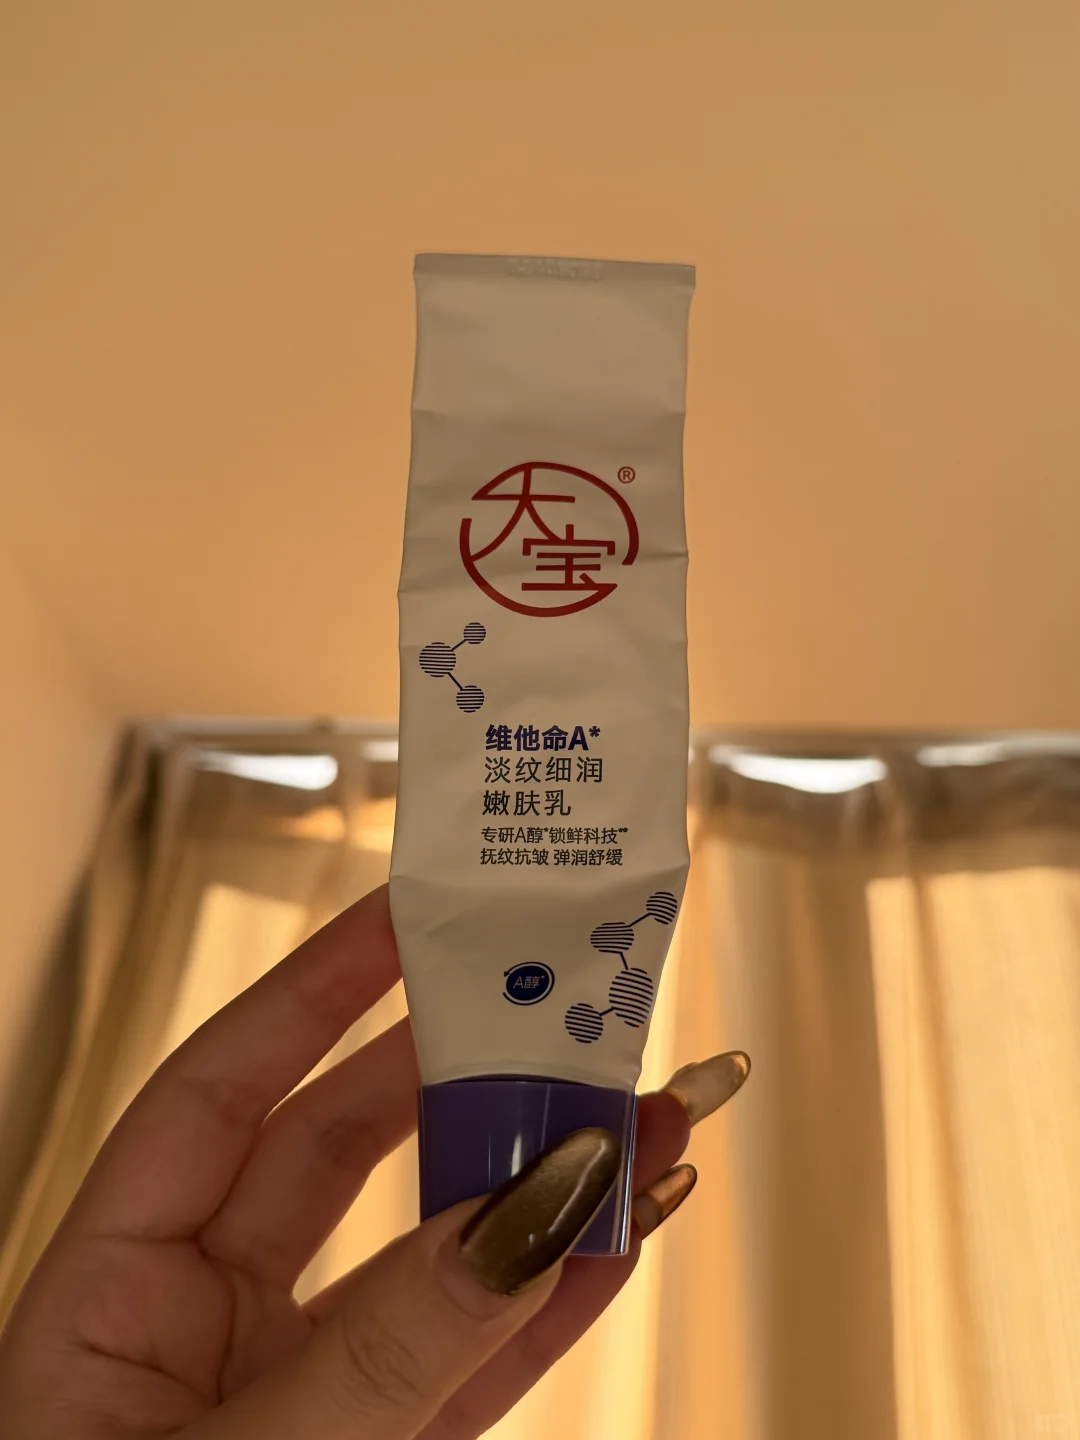 大宝®
维他命A*
淡纹细润
嫩肤乳
专研A醇*锁鲜科技**
抚纹抗皱 弹润舒缓
A醇*